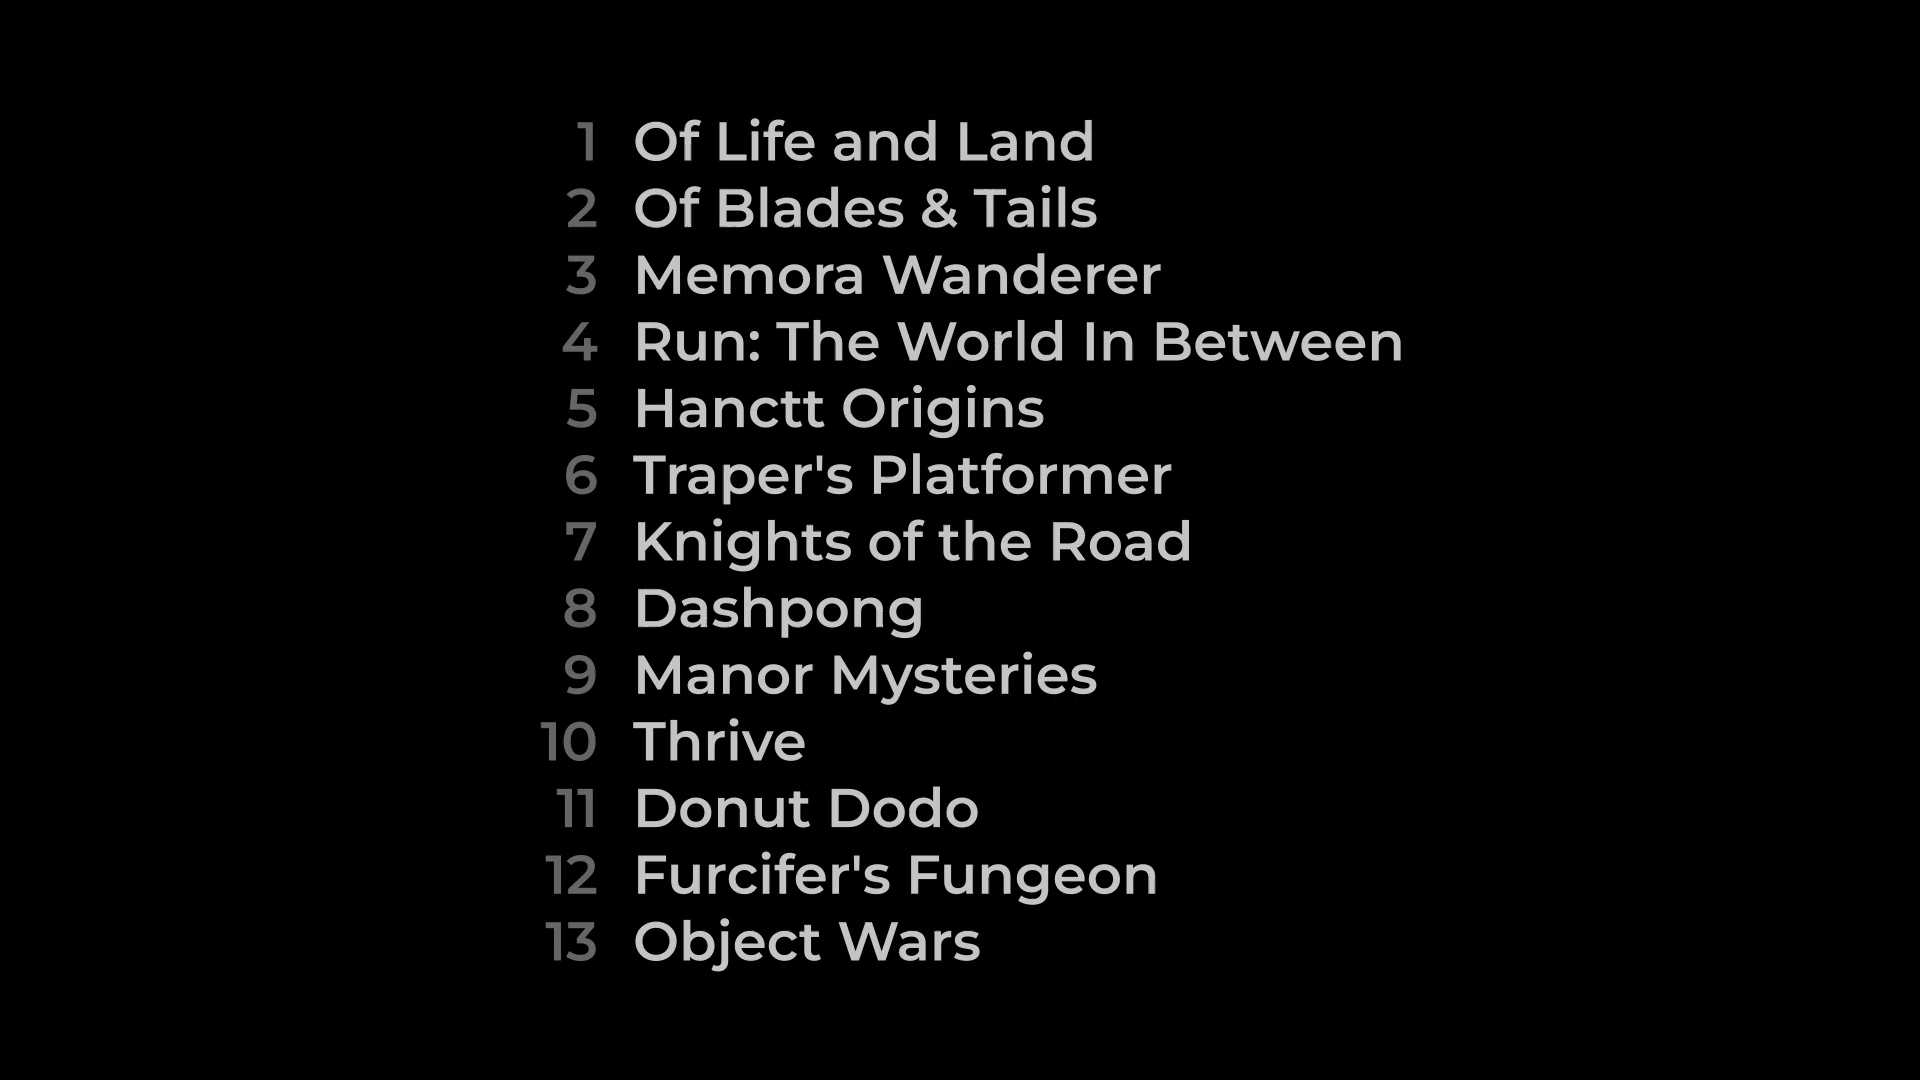 1 Of Life and Land
2 Of Blades & Tails
3 Memora Wanderer
4 Run: The World In Between
5 Hanctt Origins
6 Traper's Platformer
7 Knights of the Road
8 Dashpong
9 Manor Mysteries
10 Thrive
11 Donut Dodo
12 Furcifer's Fungeon
13 Object Wars